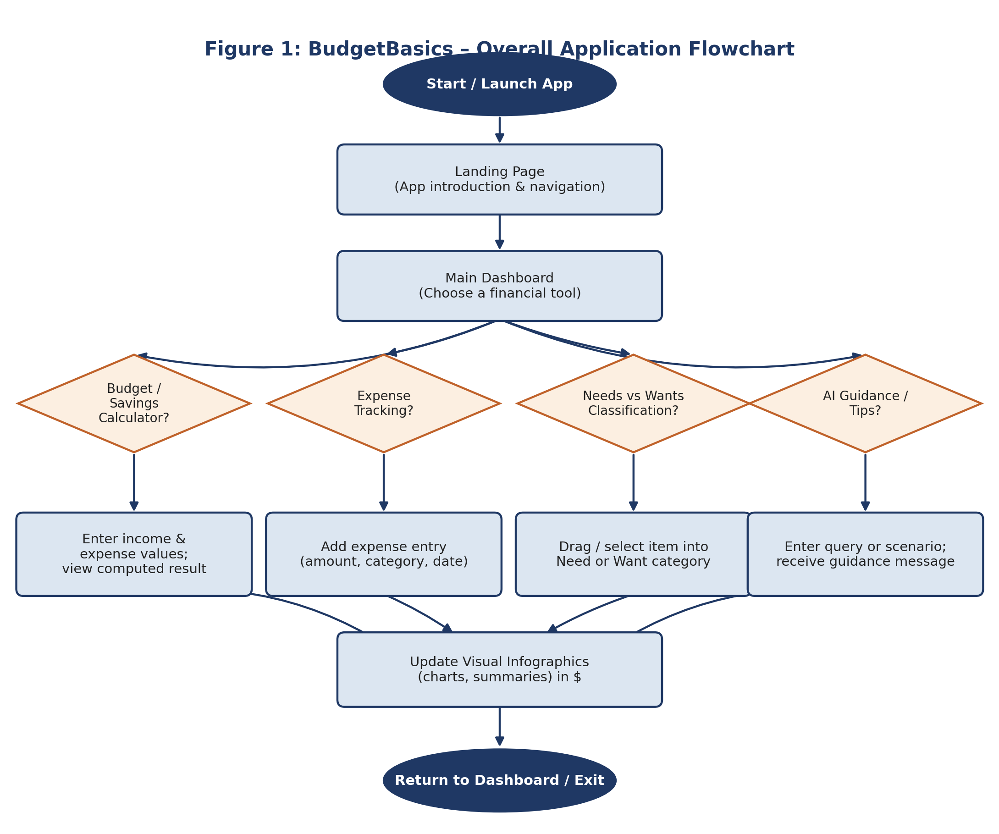 Figure 1: BudgetBasics – Overall Application Flowchart
Start / Launch App
Landing Page
(App introduction & navigation)
Main Dashboard
(Choose a financial tool)
Budget /
Savings
Calculator?
Expense
Tracking?
Needs vs Wants
Classification?
AI Guidance /
Tips?
Enter income &
expense values;
view computed result
Add expense entry
(amount, category, date)
Drag / select item into
Need or Want category
Enter query or scenario;
receive guidance message
Update Visual Infographics
(charts, summaries) in $
Return to Dashboard / Exit